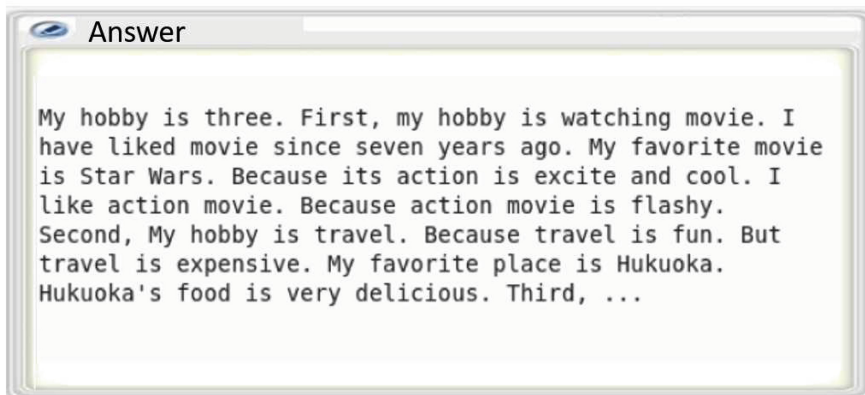 Answer
My hobby is three. First, my hobby is watching movie. I
have liked movie since seven years ago. My favorite movie
is Star Wars. Because its action is excite and cool. I
like action movie. Because action movie is flashy.
Second, My hobby is travel. Because travel is fun. But
travel is expensive. My favorite place is Hukuoka.
Hukuoka's food is very delicious. Third, ...